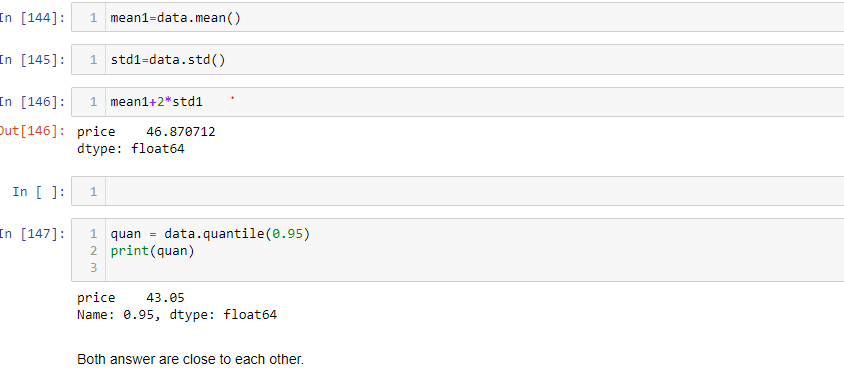 In [144]: 1 mean1=data.mean()
In [145]: 1 std1=data.std()
In [146]: 1 mean1+2*std1
Out[146]: price 46.870712
dtype: float64
In [ ]: 1
In [147]: 1 quan = data.quantile(0.95)
2 print(quan)
3
price 43.05
Name: 0.95, dtype: float64
Both answer are close to each other.